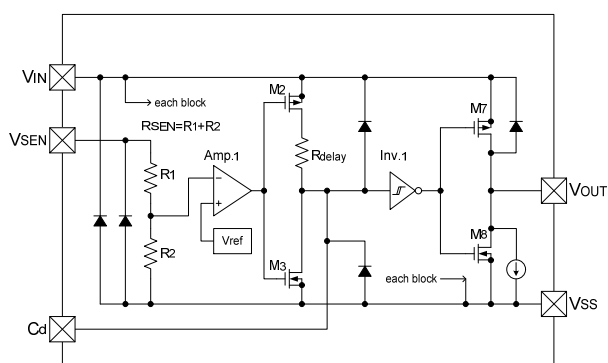 VIN
each block
M2
M7
VSEN
RSEN=R1+R2
R1
Amp.1
Rdelay
Inv.1
−
+
VOUT
Vref
R2
M3
M8
each block
VSS
Cd